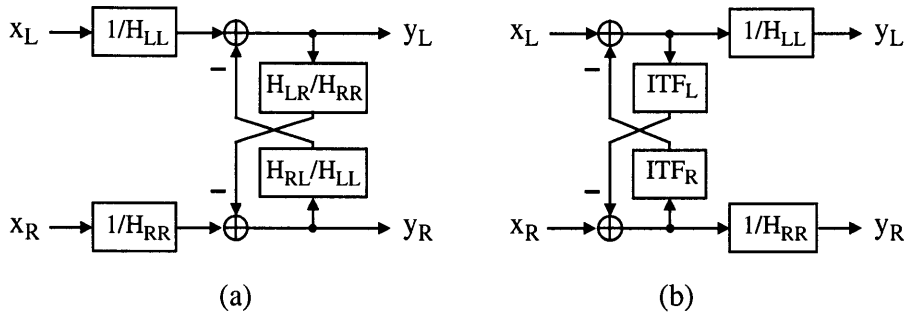 x_L 1/H_LL y_L
H_LR/H_RR
−
−
H_RL/H_LL
x_R 1/H_RR y_R
(a)
x_L 1/H_LL y_L
ITF_L
−
−
ITF_R
x_R 1/H_RR y_R
(b)